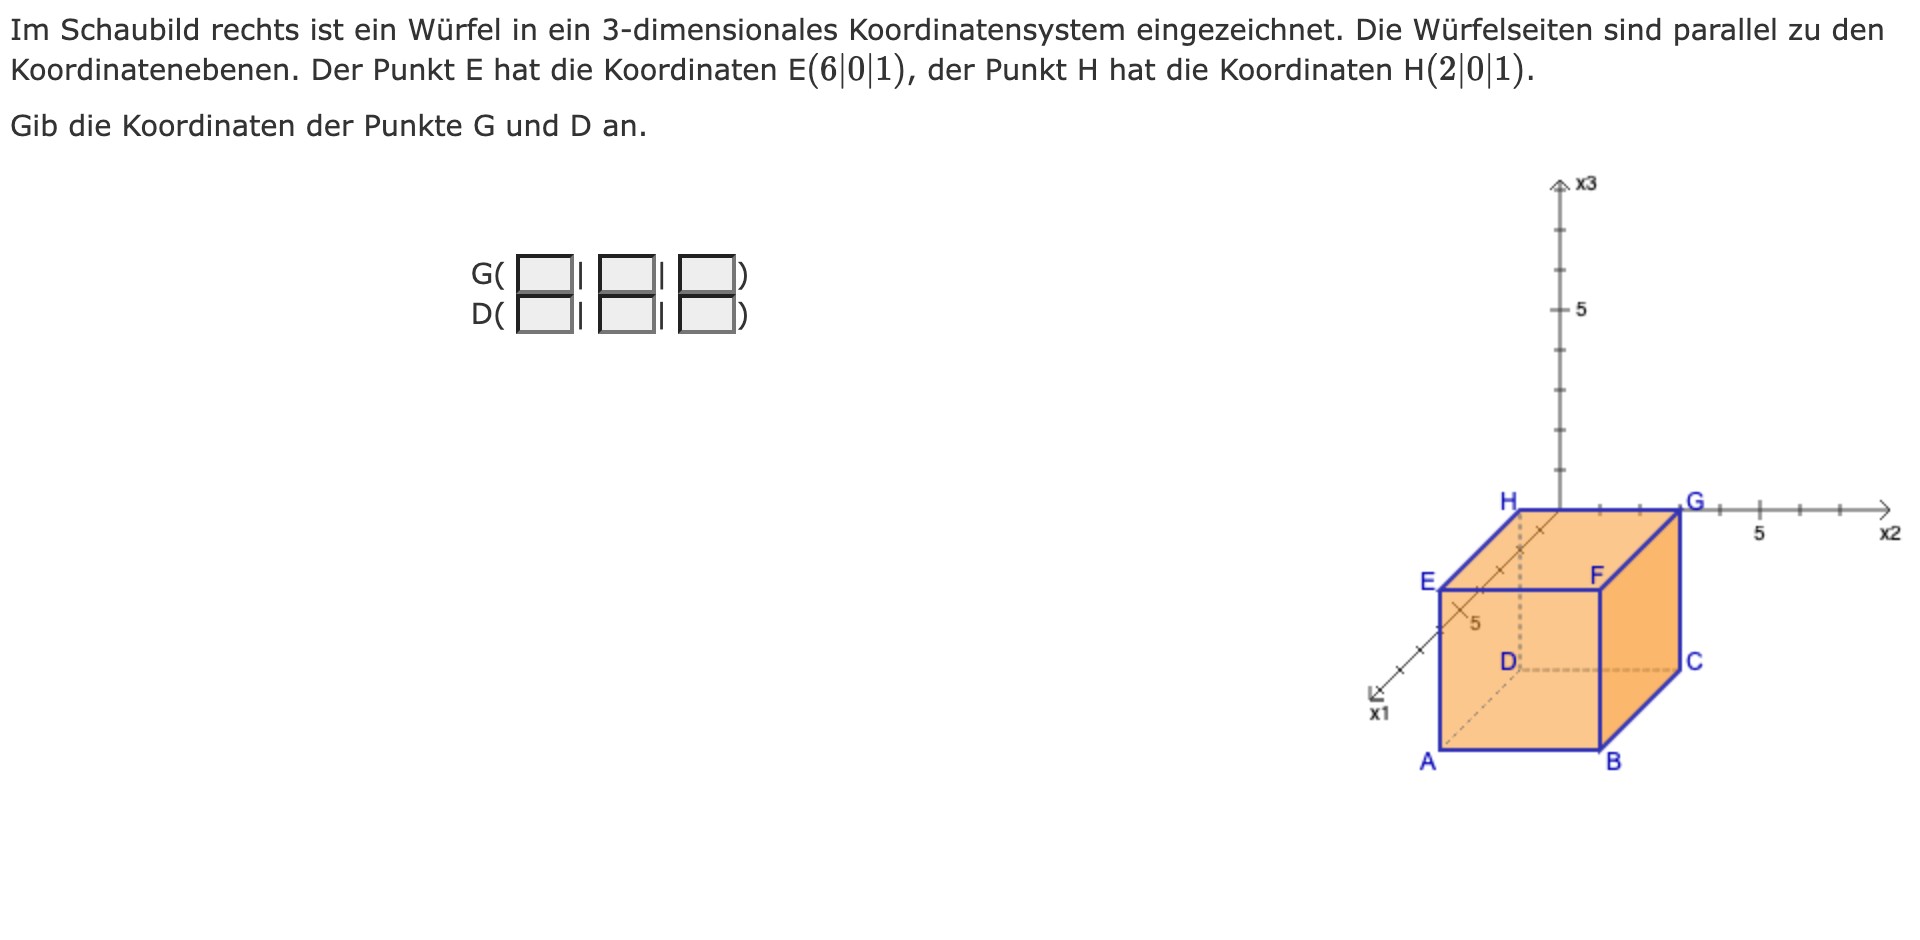 Im Schaubild rechts ist ein Würfel in ein 3-dimensionales Koordinatensystem eingezeichnet. Die Würfelseiten sind parallel zu den
Koordinatenebenen. Der Punkt E hat die Koordinaten E(6|0|1), der Punkt H hat die Koordinaten H(2|0|1).
Gib die Koordinaten der Punkte G und D an.
x3
G( | | )
D( | | )
5
H
G
5
x2
E
F
5
D
C
x1
A
B